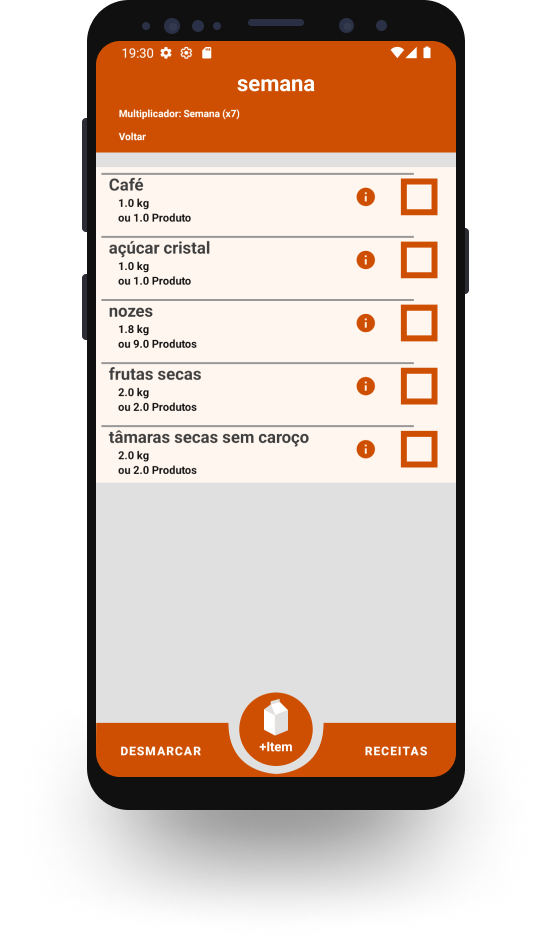 19:30
semana
Multiplicador: Semana (x7)
Voltar
Café
1.0 kg
ou 1.0 Produto
açúcar cristal
1.0 kg
ou 1.0 Produto
nozes
1.8 kg
ou 9.0 Produtos
frutas secas
2.0 kg
ou 2.0 Produtos
tâmaras secas sem caroço
2.0 kg
ou 2.0 Produtos
+Item
DESMARCAR
RECEITAS